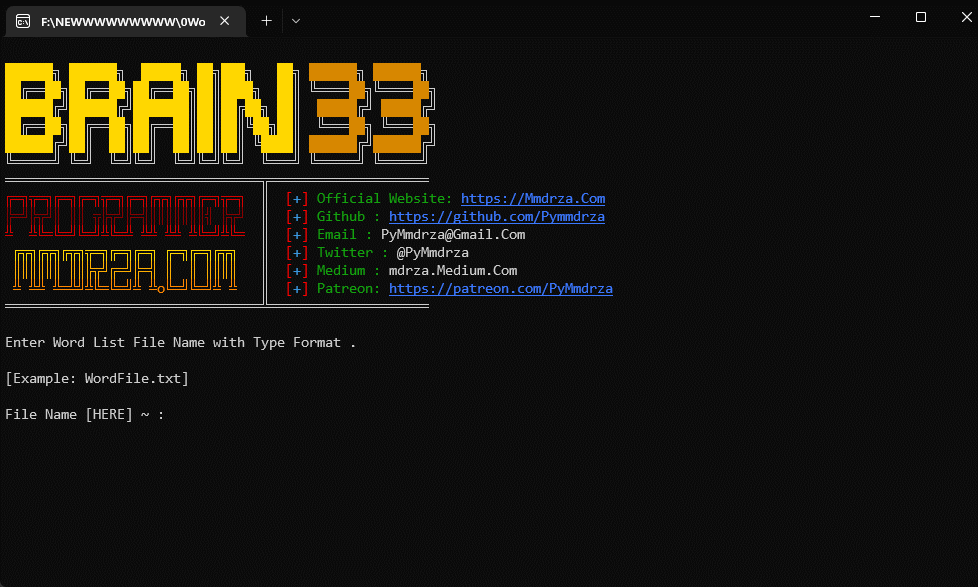 F:\NEWWWWWWWWW\0Wo
BRAIN 33
PROGRAMMER
MMDRZA.COM
[+] Official Website: https://Mmdrza.Com
[+] Github : https://github.com/Pymmdrza
[+] Email : PyMmdrza@Gmail.Com
[+] Twitter : @PyMmdrza
[+] Medium : mdrza.Medium.Com
[+] Patreon: https://patreon.com/PyMmdrza
Enter Word List File Name with Type Format .
[Example: WordFile.txt]
File Name [HERE] ~ :